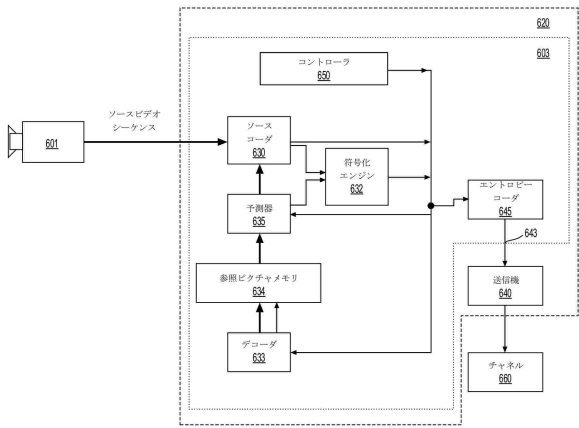 620
603
コントローラ
650
ソースビデオ
シーケンス
601
ソース
コーダ
630
符号化
エンジン
632
予測器
635
エントロピー
コーダ
645
643
参照ピクチャメモリ
634
送信機
640
デコーダ
633
チャネル
660